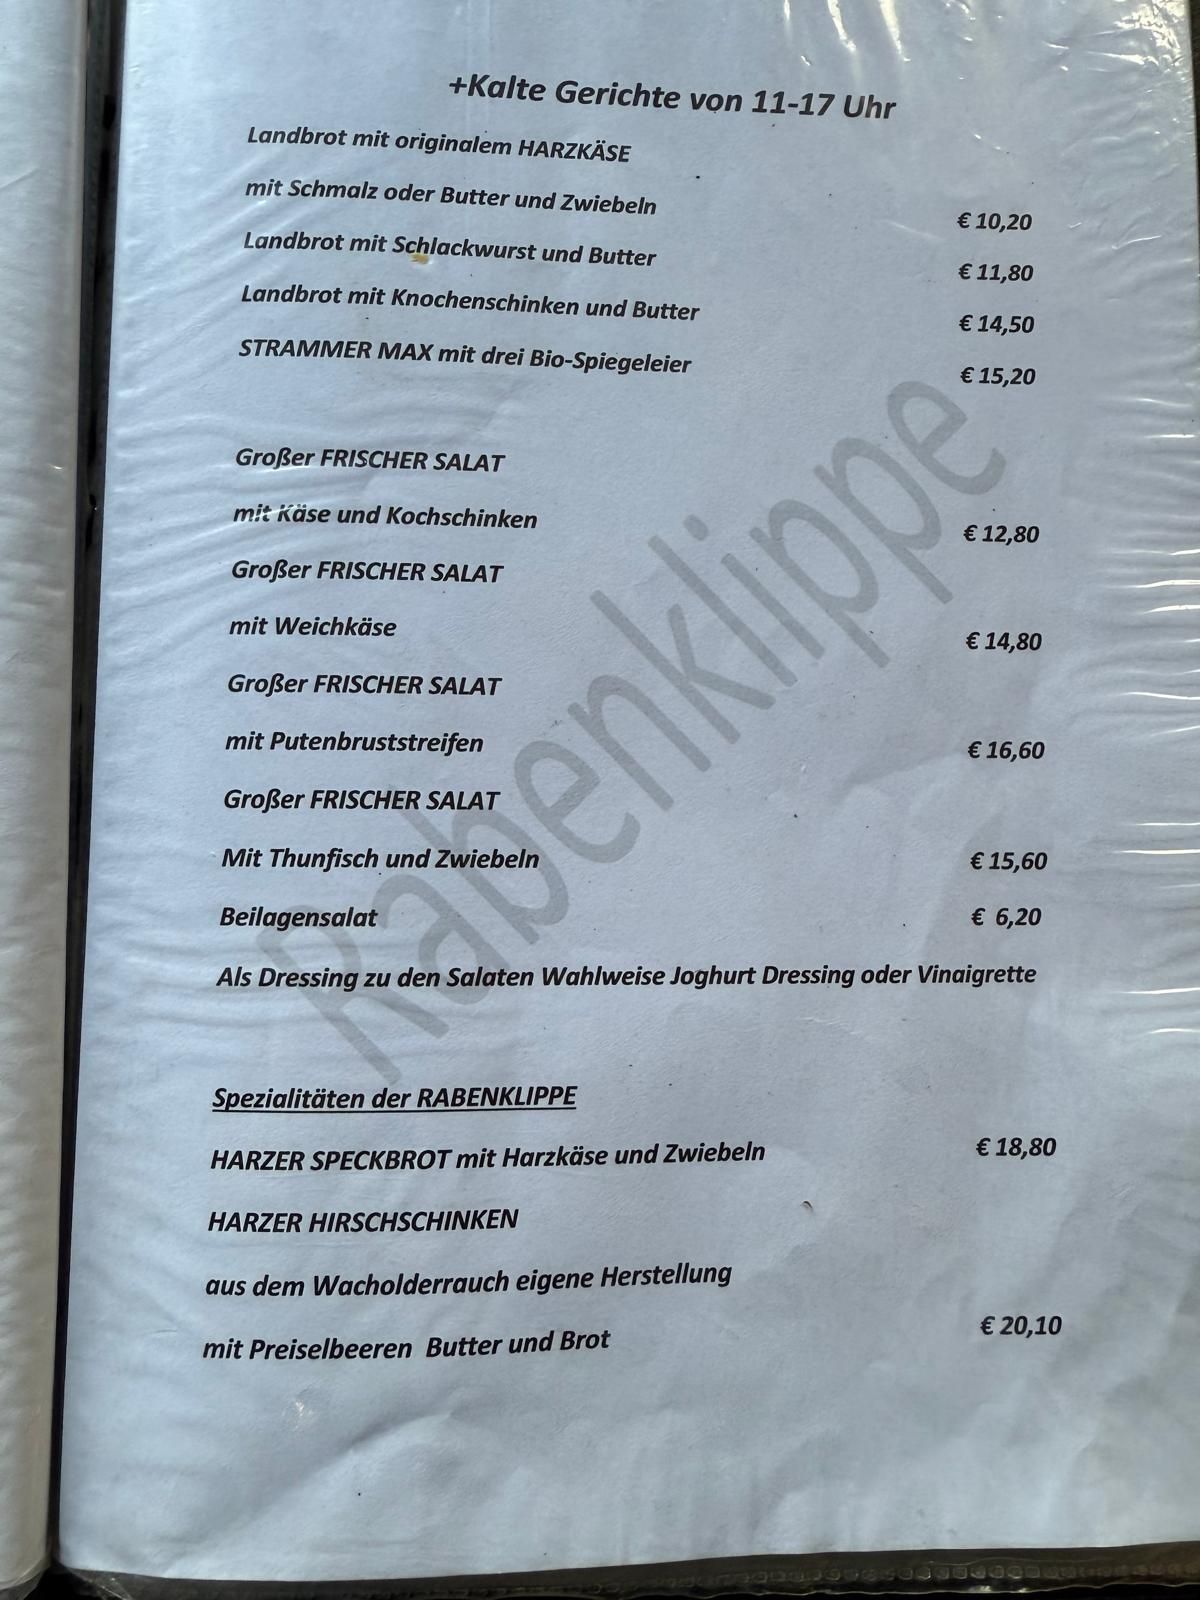 +Kalte Gerichte von 11-17 Uhr
Landbrot mit originalem HARZKÄSE
mit Schmalz oder Butter und Zwiebeln € 10,20
Landbrot mit Schlackwurst und Butter € 11,80
Landbrot mit Knochenschinken und Butter € 14,50
STRAMMER MAX mit drei Bio-Spiegeleier € 15,20
Großer FRISCHER SALAT
mit Käse und Kochschinken € 12,80
Großer FRISCHER SALAT
mit Weichkäse € 14,80
Großer FRISCHER SALAT
mit Putenbruststreifen € 16,60
Großer FRISCHER SALAT
Mit Thunfisch und Zwiebeln € 15,60
Beilagensalat € 6,20
Als Dressing zu den Salaten Wahlweise Joghurt Dressing oder Vinaigrette
Rabenklippe
Spezialitäten der RABENKLIPPE
HARZER SPECKBROT mit Harzkäse und Zwiebeln € 18,80
HARZER HIRSCHSCHINKEN
aus dem Wacholderrauch eigene Herstellung
mit Preiselbeeren Butter und Brot € 20,10